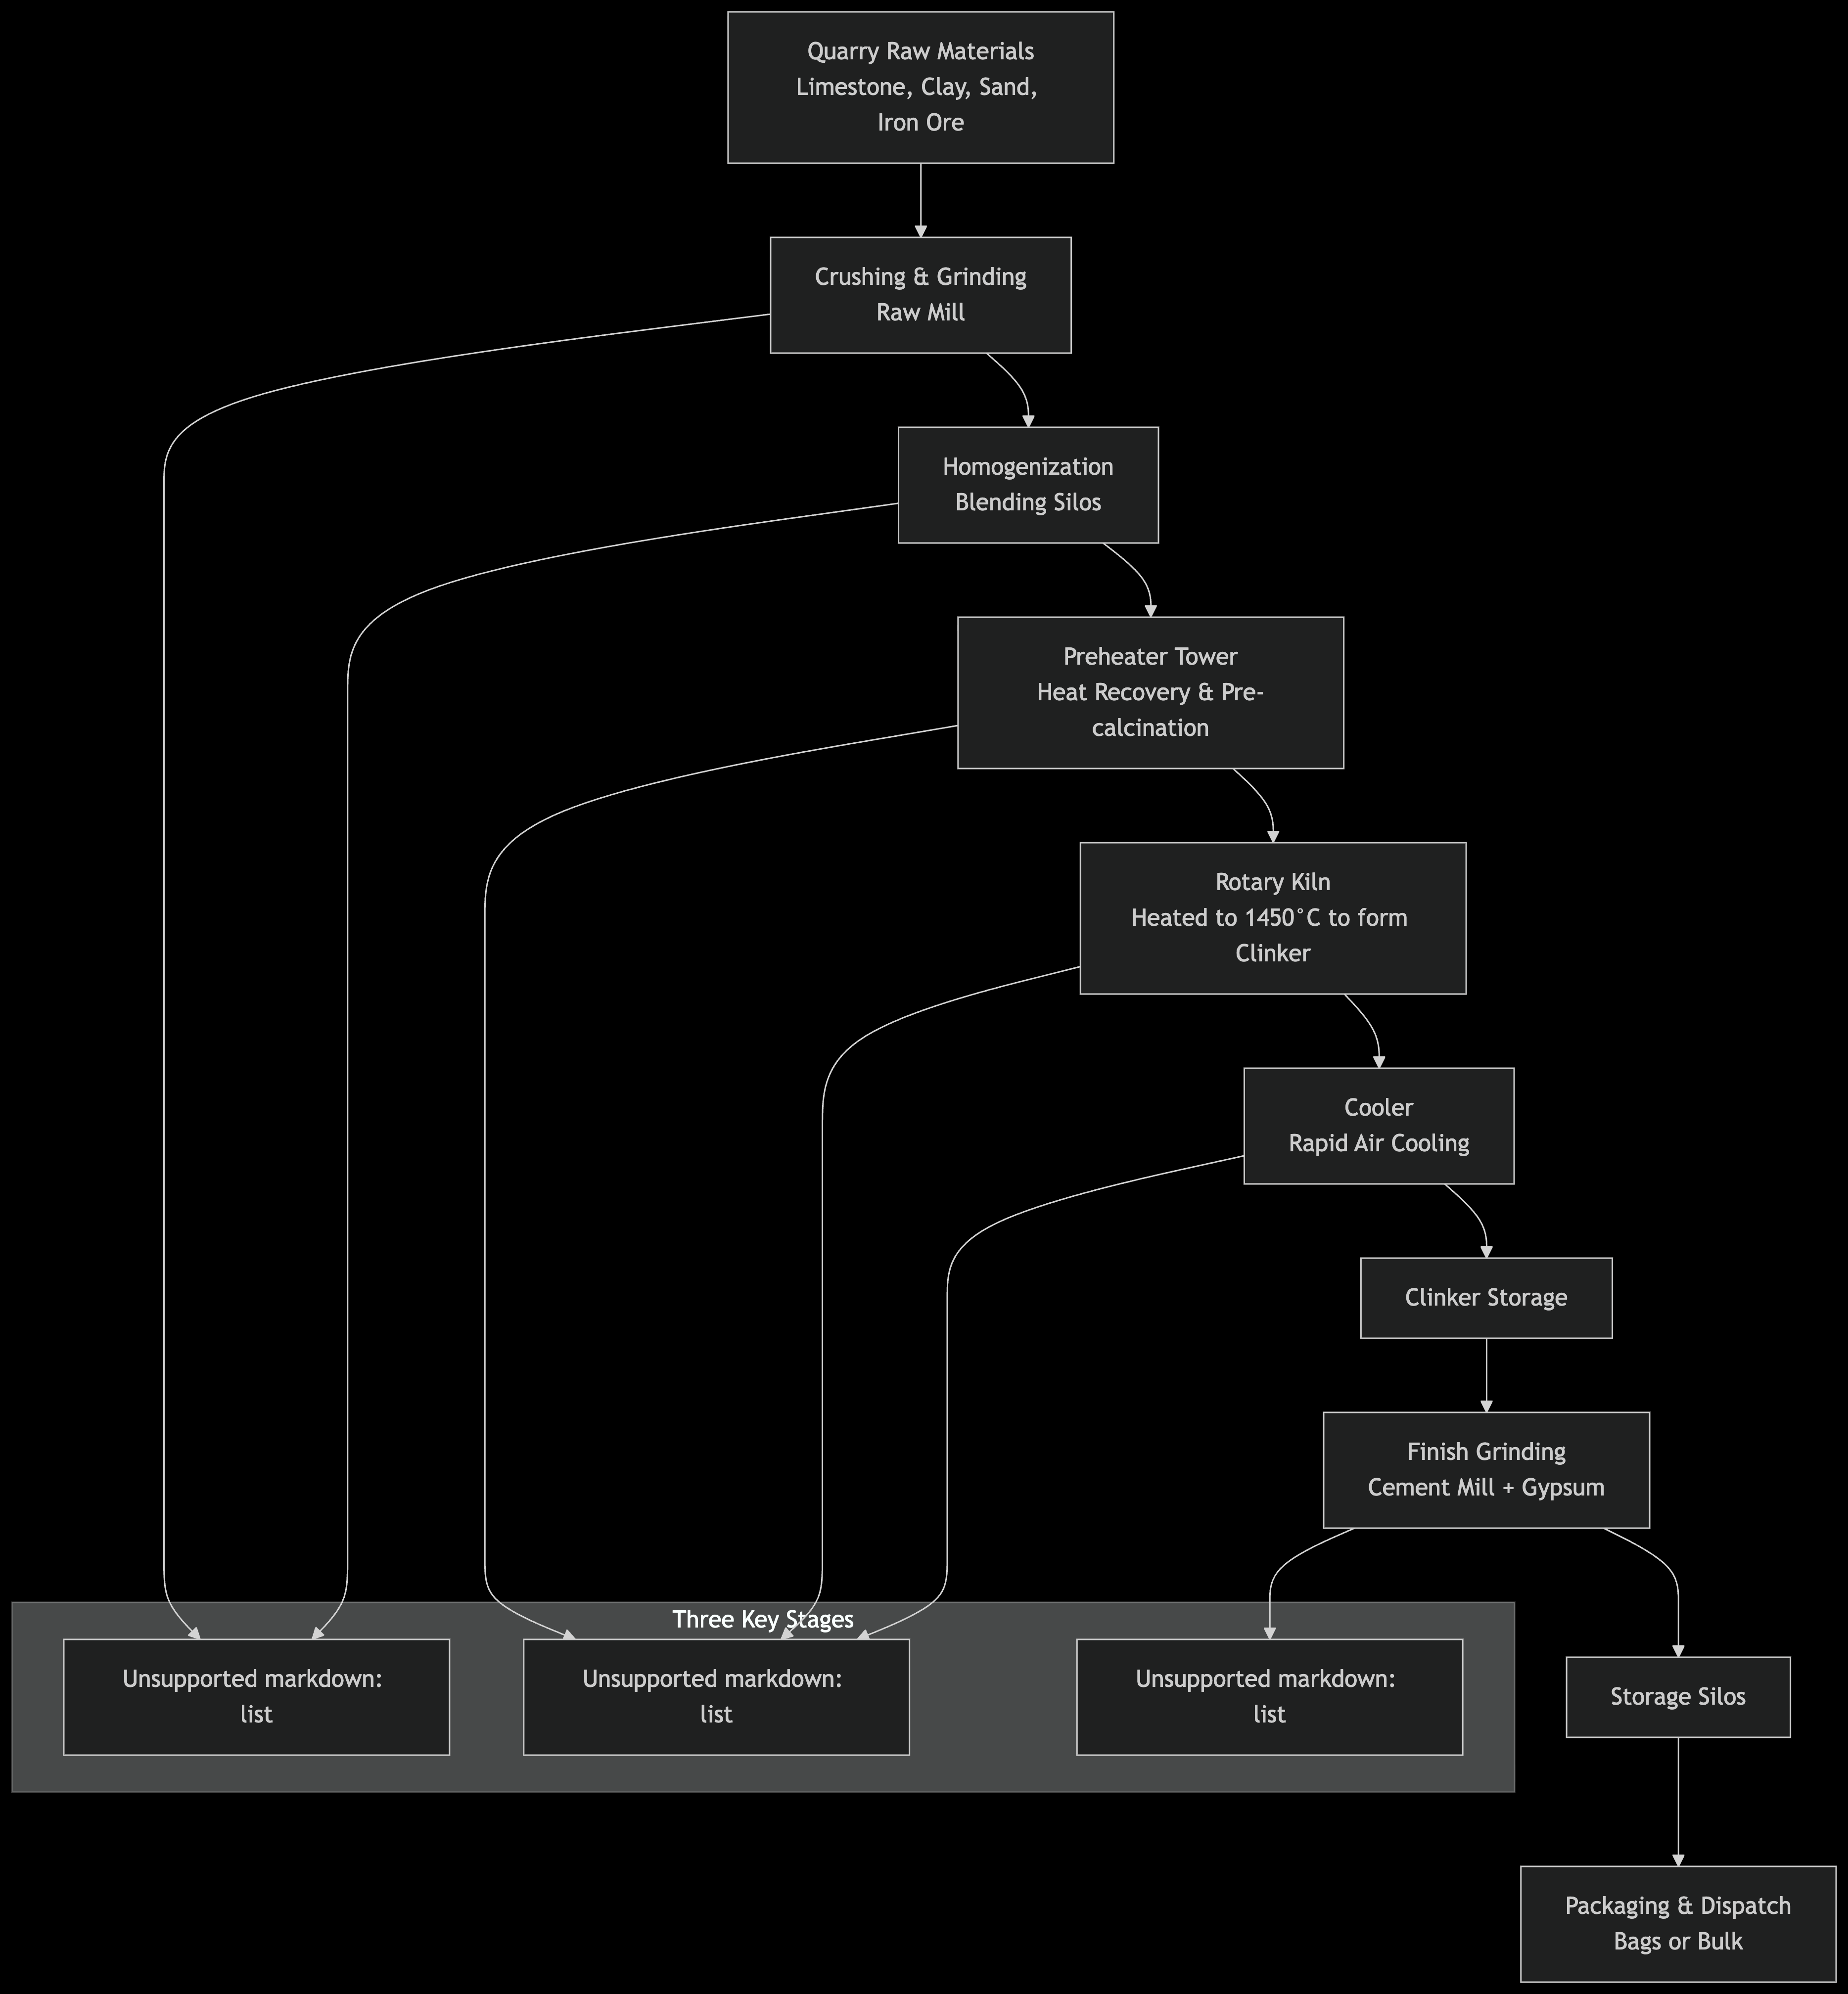 Quarry Raw Materials
Limestone, Clay, Sand,
Iron Ore
Crushing & Grinding
Raw Mill
Homogenization
Blending Silos
Preheater Tower
Heat Recovery & Pre-
calcination
Rotary Kiln
Heated to 1450°C to form
Clinker
Cooler
Rapid Air Cooling
Clinker Storage
Finish Grinding
Cement Mill + Gypsum
Three Key Stages
Unsupported markdown:
list
Unsupported markdown:
list
Unsupported markdown:
list
Storage Silos
Packaging & Dispatch
Bags or Bulk